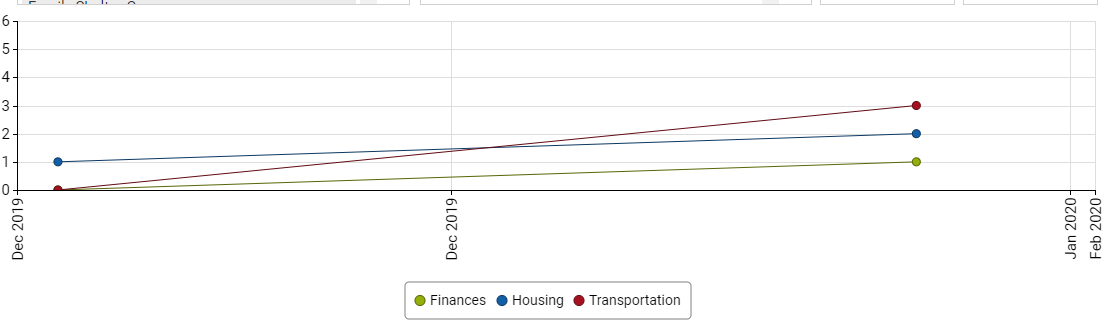 6
5
4
3
2
1
0
Dec 2019
Dec 2019
Jan 2020
Feb 2020
Finances Housing Transportation